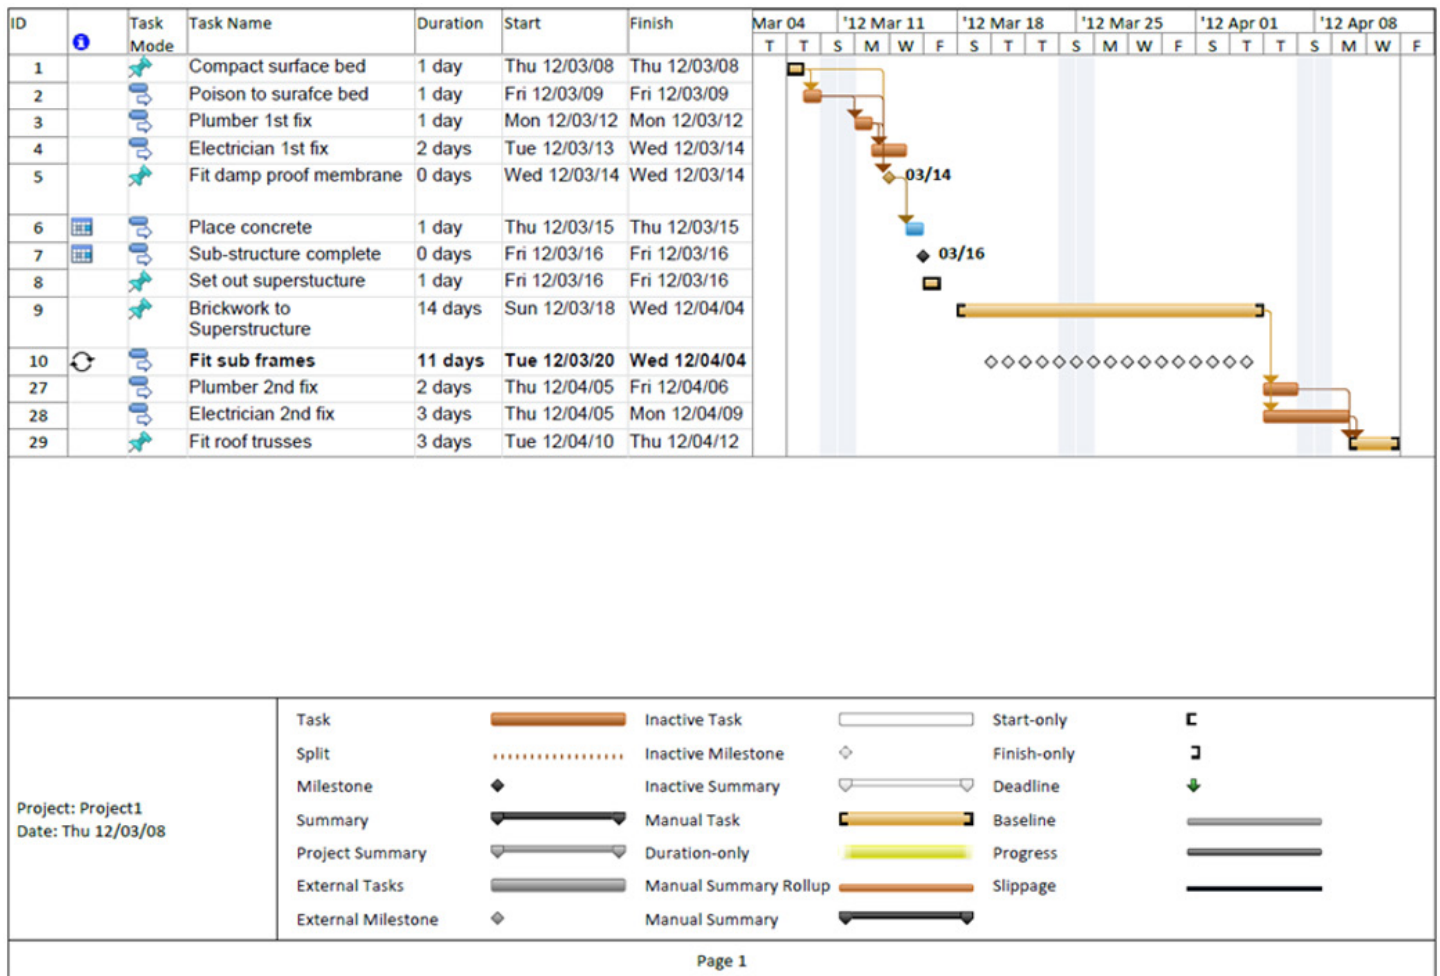 ID Task Mode Task Name Duration Start Finish Mar 04 '12 Mar 11 '12 Mar 18 '12 Mar 25 '12 Apr 01 '12 Apr 08
T T S M W F S T T S M W F S T T S M W F
1 Compact surface bed 1 day Thu 12/03/08 Thu 12/03/08
2 Poison to surafce bed 1 day Fri 12/03/09 Fri 12/03/09
3 Plumber 1st fix 1 day Mon 12/03/12 Mon 12/03/12
4 Electrician 1st fix 2 days Tue 12/03/13 Wed 12/03/14
5 Fit damp proof membrane 0 days Wed 12/03/14 Wed 12/03/14 03/14
6 Place concrete 1 day Thu 12/03/15 Thu 12/03/15
7 Sub-structure complete 0 days Fri 12/03/16 Fri 12/03/16 03/16
8 Set out superstucture 1 day Fri 12/03/16 Fri 12/03/16
9 Brickwork to 14 days Sun 12/03/18 Wed 12/04/04
Superstructure
10 Fit sub frames 11 days Tue 12/03/20 Wed 12/04/04
27 Plumber 2nd fix 2 days Thu 12/04/05 Fri 12/04/06
28 Electrician 2nd fix 3 days Thu 12/04/05 Mon 12/04/09
29 Fit roof trusses 3 days Tue 12/04/10 Thu 12/04/12
Project: Project1
Date: Thu 12/03/08
Task Inactive Task Start-only
Split Inactive Milestone Finish-only
Milestone Inactive Summary Deadline
Summary Manual Task Baseline
Project Summary Duration-only Progress
External Tasks Manual Summary Rollup Slippage
External Milestone Manual Summary
Page 1